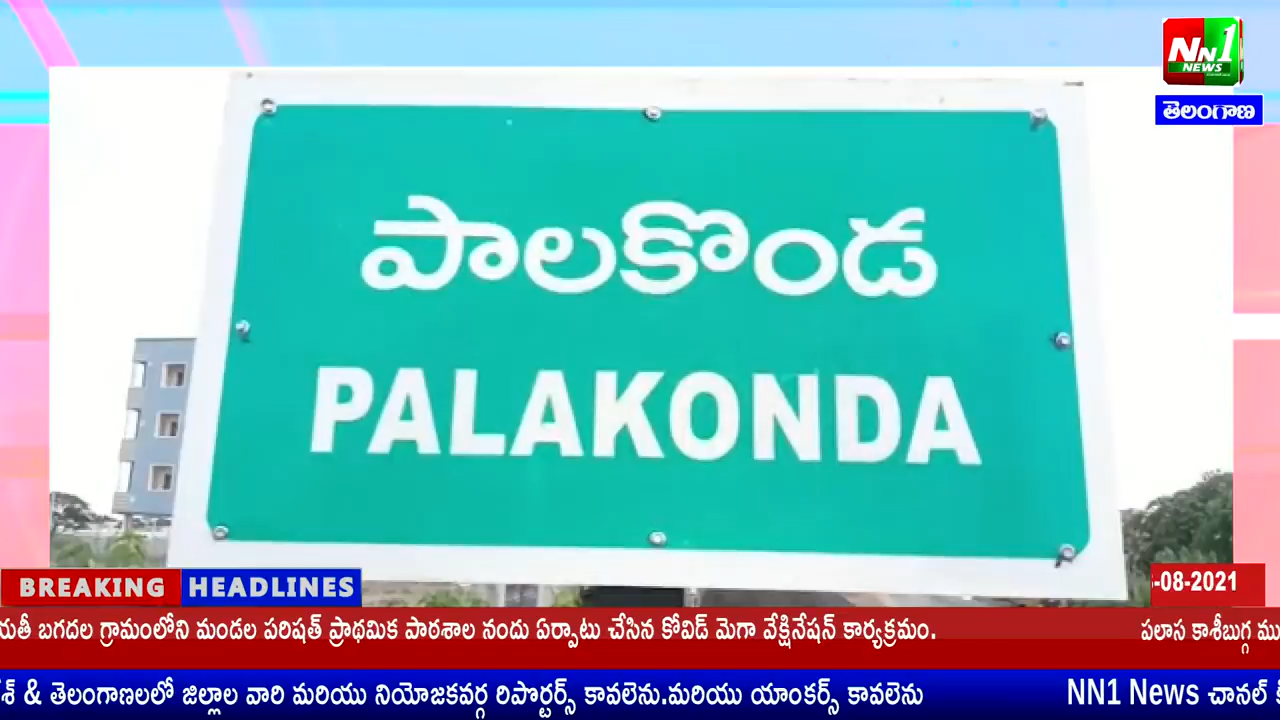 NN1
NEWS
తెలంగాణ
పాలకొండ
PALAKONDA
-08-2021
BREAKING HEADLINES
బగదల గ్రామంలోని మండల పరిషత్ ప్రాథమిక పాఠశాల నందు ఏర్పాటు చేసిన కోవిడ్ మెగా వేక్షినేషన్ కార్యక్రమం. పలాస కాశీబుగ్గ
& తెలంగాణలలో జిల్లాల వారి మరియు నియోజకవర్గ రిపొర్టర్స్ కావలెను.మరియు యాంకర్స్ కావలెను NN1 News చానల్